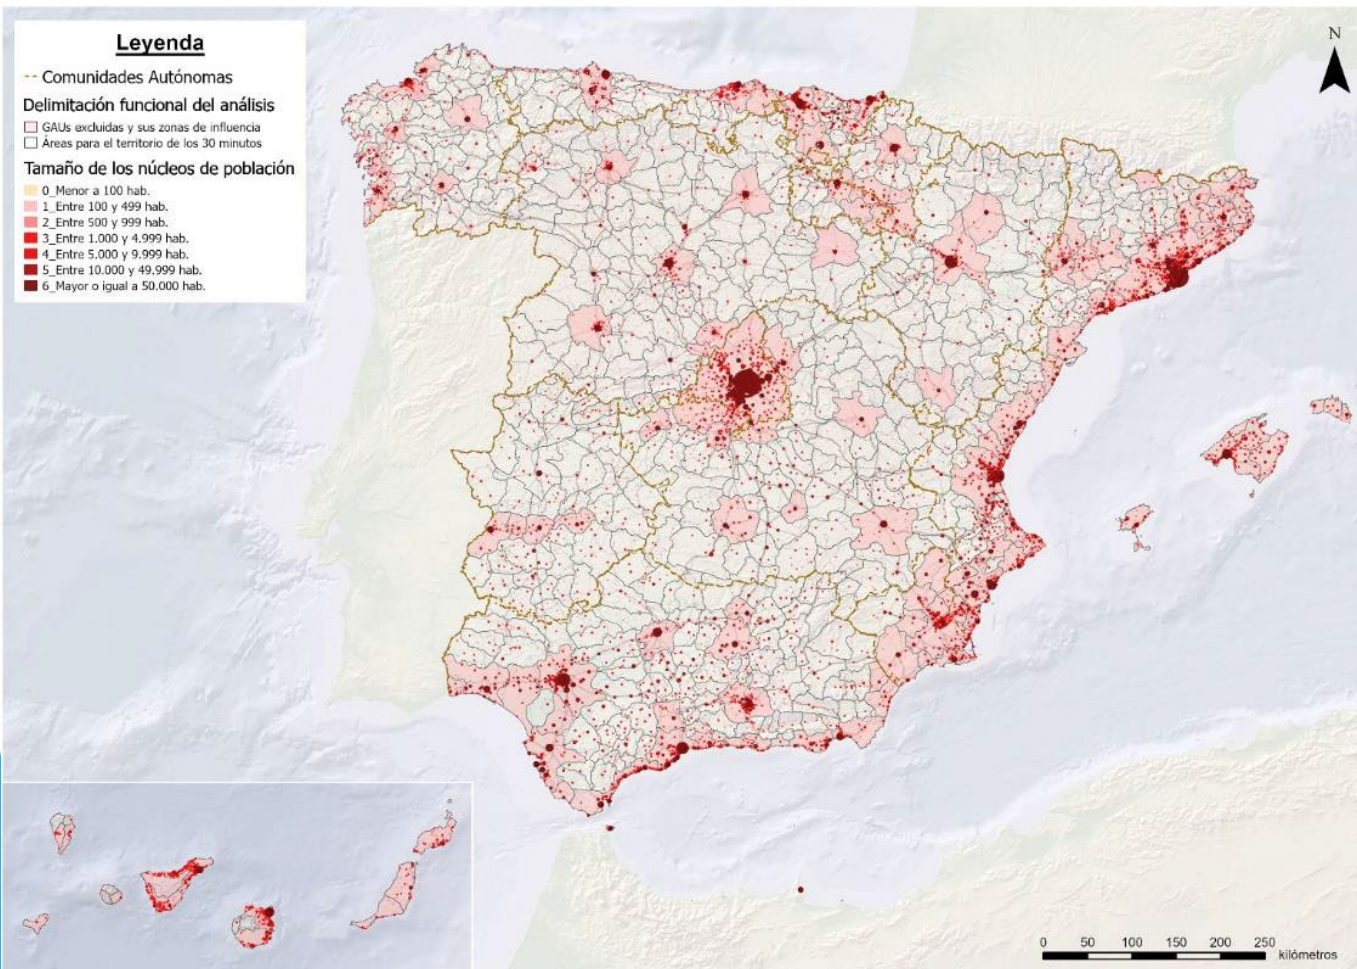 Leyenda
Comunidades Autónomas
Delimitación funcional del análisis
GAUs excluidas y sus zonas de influencia
Áreas para el territorio de los 30 minutos
Tamaño de los núcleos de población
0_Menor a 100 hab.
1_Entre 100 y 499 hab.
2_Entre 500 y 999 hab.
3_Entre 1.000 y 4.999 hab.
4_Entre 5.000 y 9.999 hab.
5_Entre 10.000 y 49.999 hab.
6_Mayor o igual a 50.000 hab.
N
0 50 100 150 200 250
kilómetros